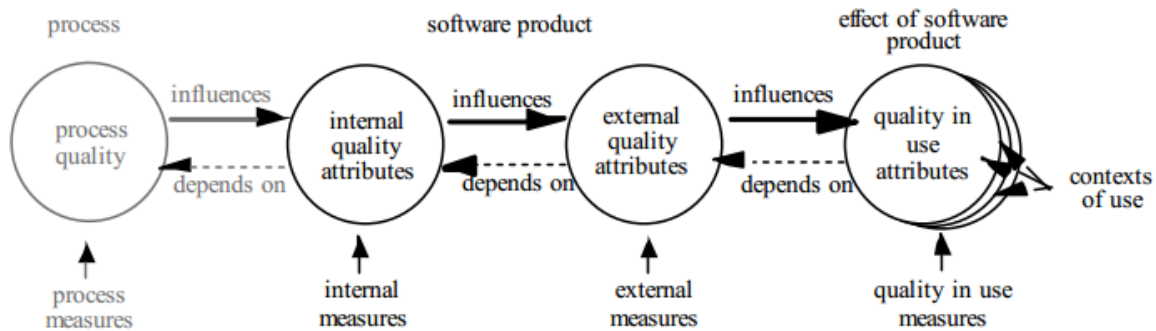 process
software product
effect of software
product
influences
influences
influences
process
quality
internal
quality
attributes
external
quality
attributes
quality in
use
attributes
depends on
depends on
depends on
contexts
of use
process
measures
internal
measures
external
measures
quality in use
measures